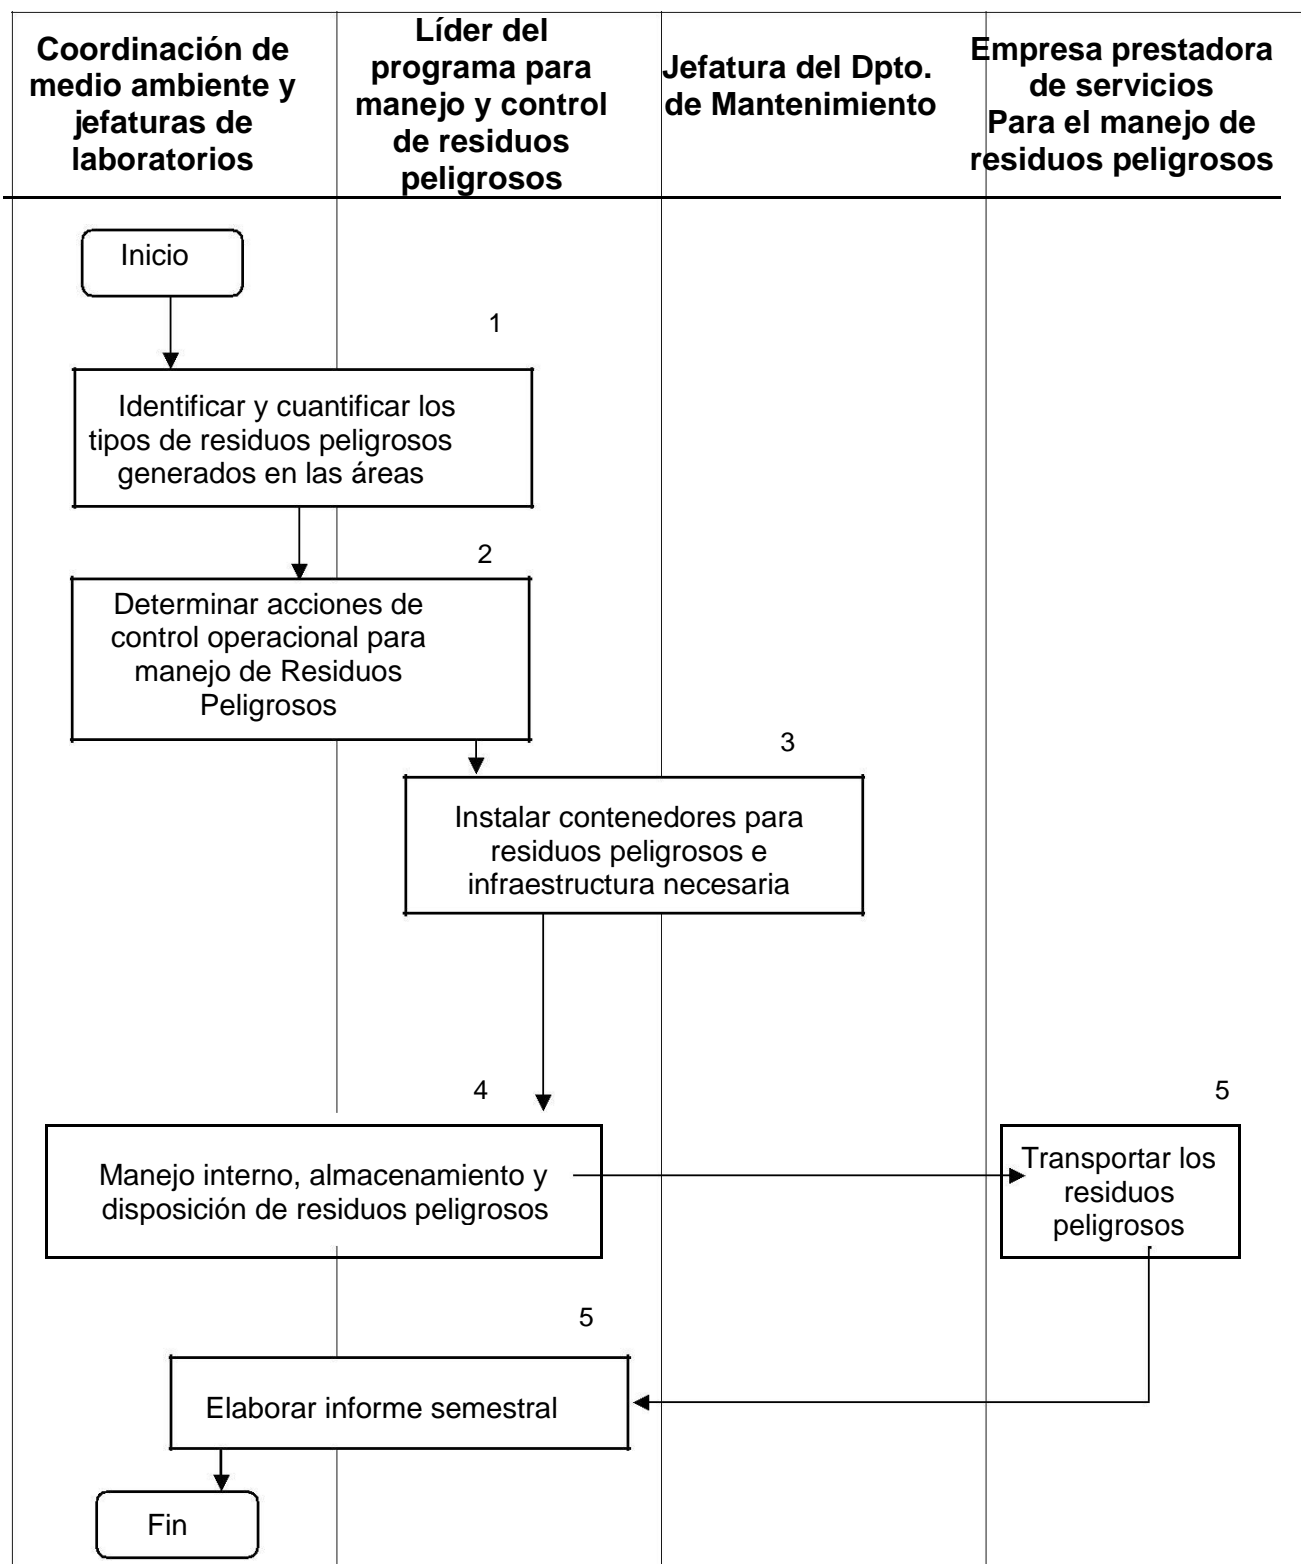 Coordinación de
medio ambiente y
jefaturas de
laboratorios
Líder del
programa para
manejo y control
de residuos
peligrosos
Jefatura del Dpto.
de Mantenimiento
Empresa prestadora
de servicios
Para el manejo de
residuos peligrosos
Inicio
1
Identificar y cuantificar los
tipos de residuos peligrosos
generados en las áreas
2
Determinar acciones de
control operacional para
manejo de Residuos
Peligrosos
3
Instalar contenedores para
residuos peligrosos e
infraestructura necesaria
4
Manejo interno, almacenamiento y
disposición de residuos peligrosos
5
Transportar los
residuos
peligrosos
5
Elaborar informe semestral
Fin